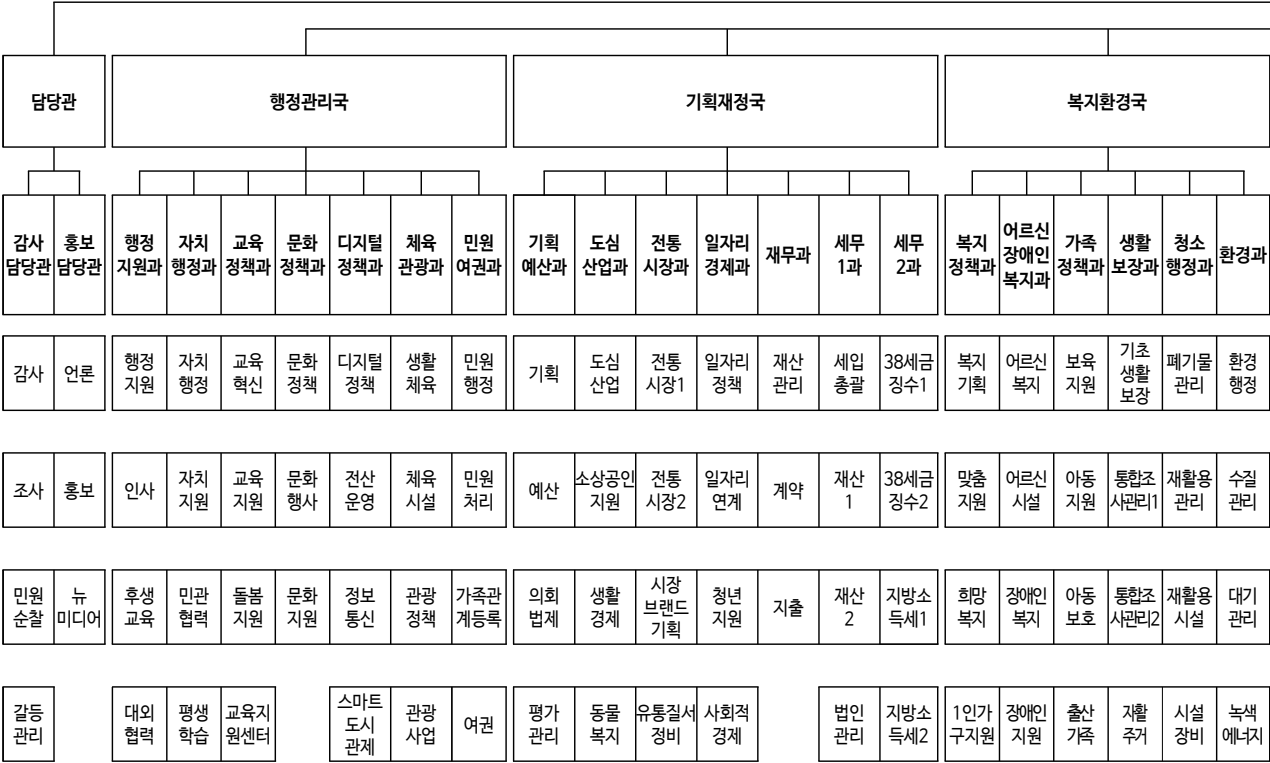 담당관
행정관리국
기획재정국
복지환경국
감사
담당관
홍보
담당관
행정
지원과
자치
행정과
교육
정책과
문화
정책과
디지털
정책과
체육
관광과
민원
여권과
기획
예산과
도심
산업과
전통
시장과
일자리
경제과
재무과
세무
1과
세무
2과
복지
정책과
어르신
장애인
복지과
가족
정책과
생활
보장과
청소
행정과
환경과
감사
언론
행정
지원
자치
행정
교육
혁신
문화
정책
디지털
정책
생활
체육
민원
행정
기획
도심
산업
전통
시장1
일자리
정책
재산
관리
세입
총괄
38세금
징수1
복지
기획
어르신
복지
보육
지원
기초
생활
보장
폐기물
관리
환경
행정
조사
홍보
인사
자치
지원
교육
지원
문화
행사
전산
운영
체육
시설
민원
처리
예산
소상공인
지원
전통
시장2
일자리
연계
계약
재산
1
38세금
징수2
맞춤
지원
어르신
시설
아동
지원
통합조
사관리1
재활용
관리
수질
관리
민원
순찰
뉴
미디어
후생
교육
민관
협력
돌봄
지원
문화
지원
정보
통신
관광
정책
가족관
계등록
의회
법제
생활
경제
시장
브랜드
기획
청년
지원
지출
재산
2
지방소
득세1
희망
복지
장애인
복지
아동
보호
통합조
사관리2
재활용
시설
대기
관리
갈등
관리
대외
협력
평생
학습
교육지
원센터
스마트
도시
관제
관광
사업
여권
평가
관리
동물
복지
유통질서
정비
사회적
경제
법인
관리
지방소
득세2
1인가
구지원
장애인
지원
출산
가족
자활
주거
시설
장비
녹색
에너지